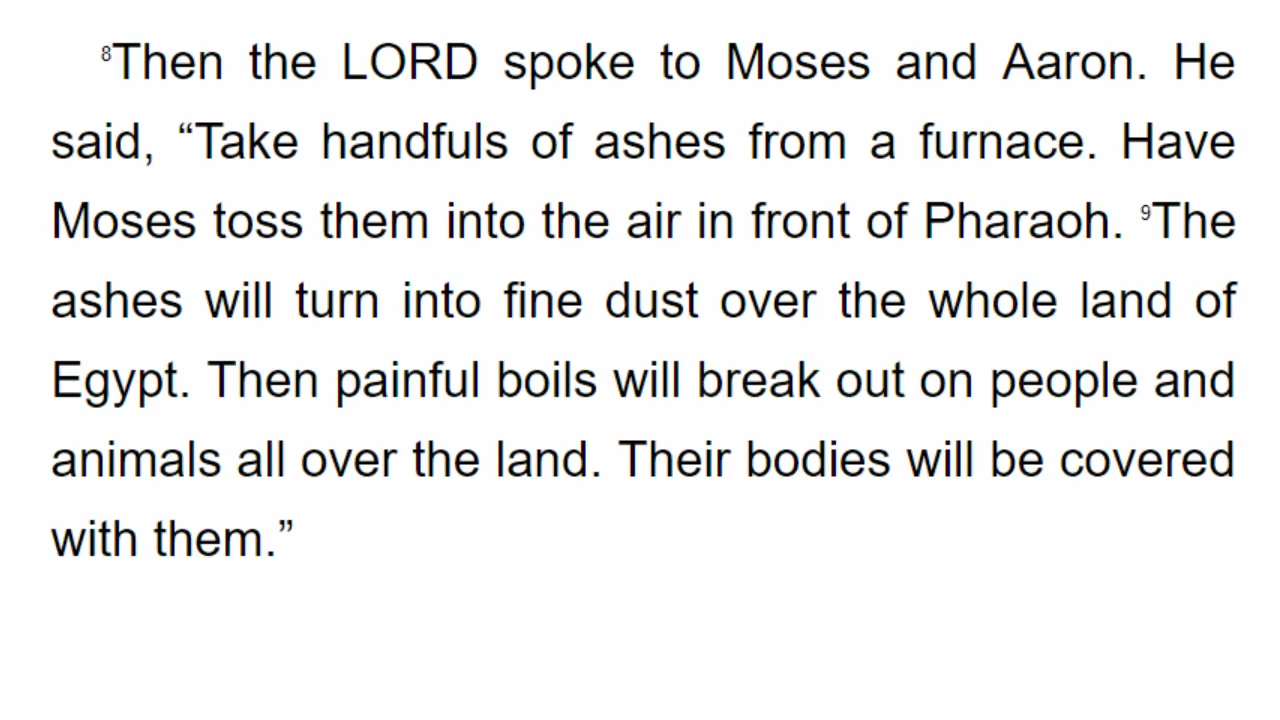 ⁸Then the LORD spoke to Moses and Aaron. He
said, “Take handfuls of ashes from a furnace. Have
Moses toss them into the air in front of Pharaoh. ⁹The
ashes will turn into fine dust over the whole land of
Egypt. Then painful boils will break out on people and
animals all over the land. Their bodies will be covered
with them.”